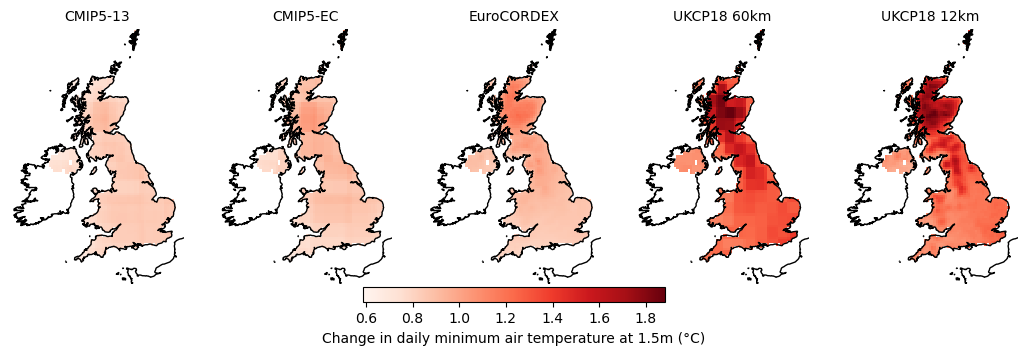 CMIP5-13
CMIP5-EC
EuroCORDEX
UKCP18 60km
UKCP18 12km
0.6 0.8 1.0 1.2 1.4 1.6 1.8
Change in daily minimum air temperature at 1.5m (°C)